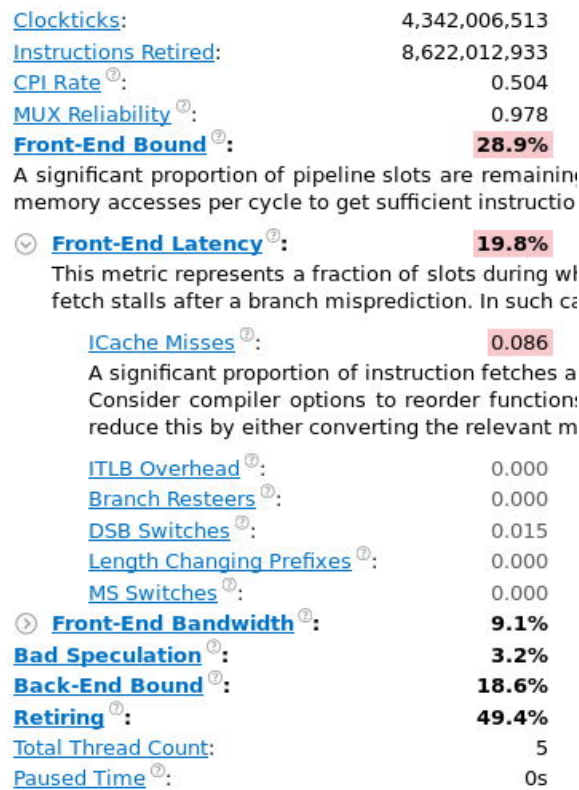 Clockticks: 4,342,006,513
Instructions Retired: 8,622,012,933
CPI Rate ?: 0.504
MUX Reliability ?: 0.978
Front-End Bound ?: 28.9%
A significant proportion of pipeline slots are remaining
memory accesses per cycle to get sufficient instructio
Front-End Latency ?: 19.8%
This metric represents a fraction of slots during wh
fetch stalls after a branch misprediction. In such ca
ICache Misses ?: 0.086
A significant proportion of instruction fetches a
Consider compiler options to reorder functions
reduce this by either converting the relevant m
ITLB Overhead ?: 0.000
Branch Resteers ?: 0.000
DSB Switches ?: 0.015
Length Changing Prefixes ?: 0.000
MS Switches ?: 0.000
Front-End Bandwidth ?: 9.1%
Bad Speculation ?: 3.2%
Back-End Bound ?: 18.6%
Retiring ?: 49.4%
Total Thread Count: 5
Paused Time ?: 0s